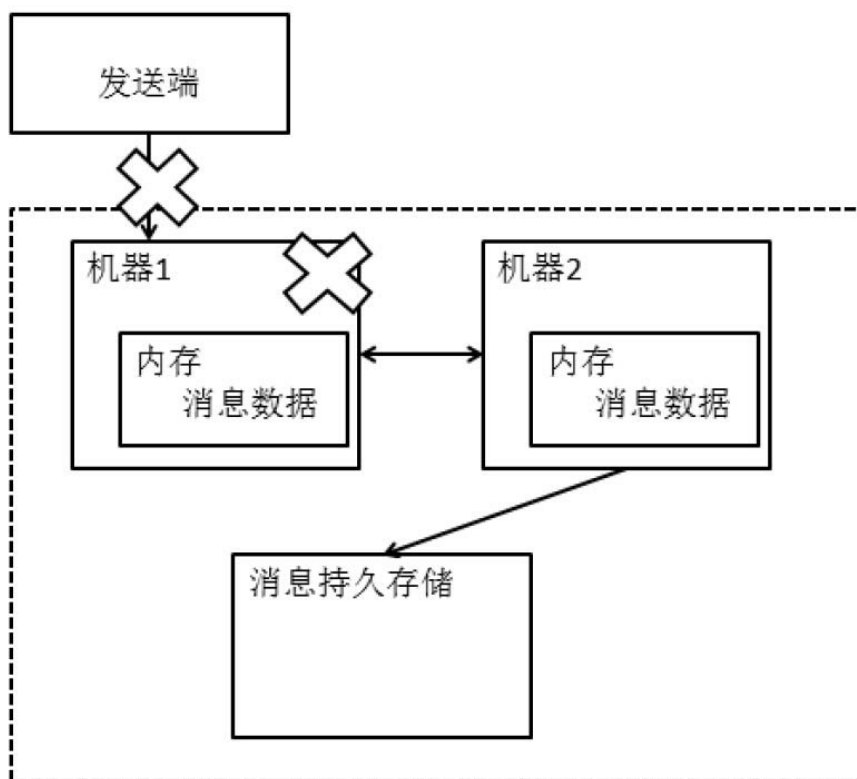 发送端
机器1
内存
消息数据
机器2
内存
消息数据
消息持久存储